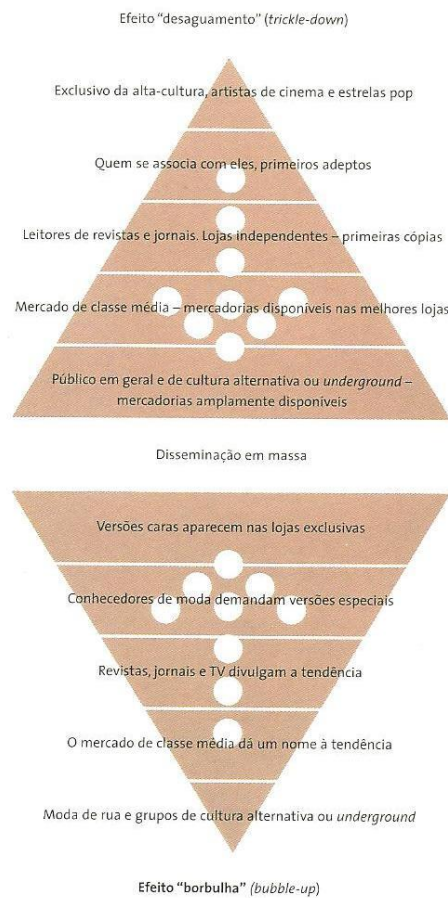 Efeito “desaguamento” (trickle-down)
Exclusivo da alta-cultura, artistas de cinema e estrelas pop
Quem se associa com eles, primeiros adeptos
Leitores de revistas e jornais. Lojas independentes – primeiras cópias
Mercado de classe média – mercadorias disponíveis nas melhores lojas
Público em geral e de cultura alternativa ou underground –
mercadorias amplamente disponíveis
Disseminação em massa
Versões caras aparecem nas lojas exclusivas
Conhecedores de moda demandam versões especiais
Revistas, jornais e TV divulgam a tendência
O mercado de classe média dá um nome à tendência
Moda de rua e grupos de cultura alternativa ou underground
Efeito “borbulha” (bubble-up)